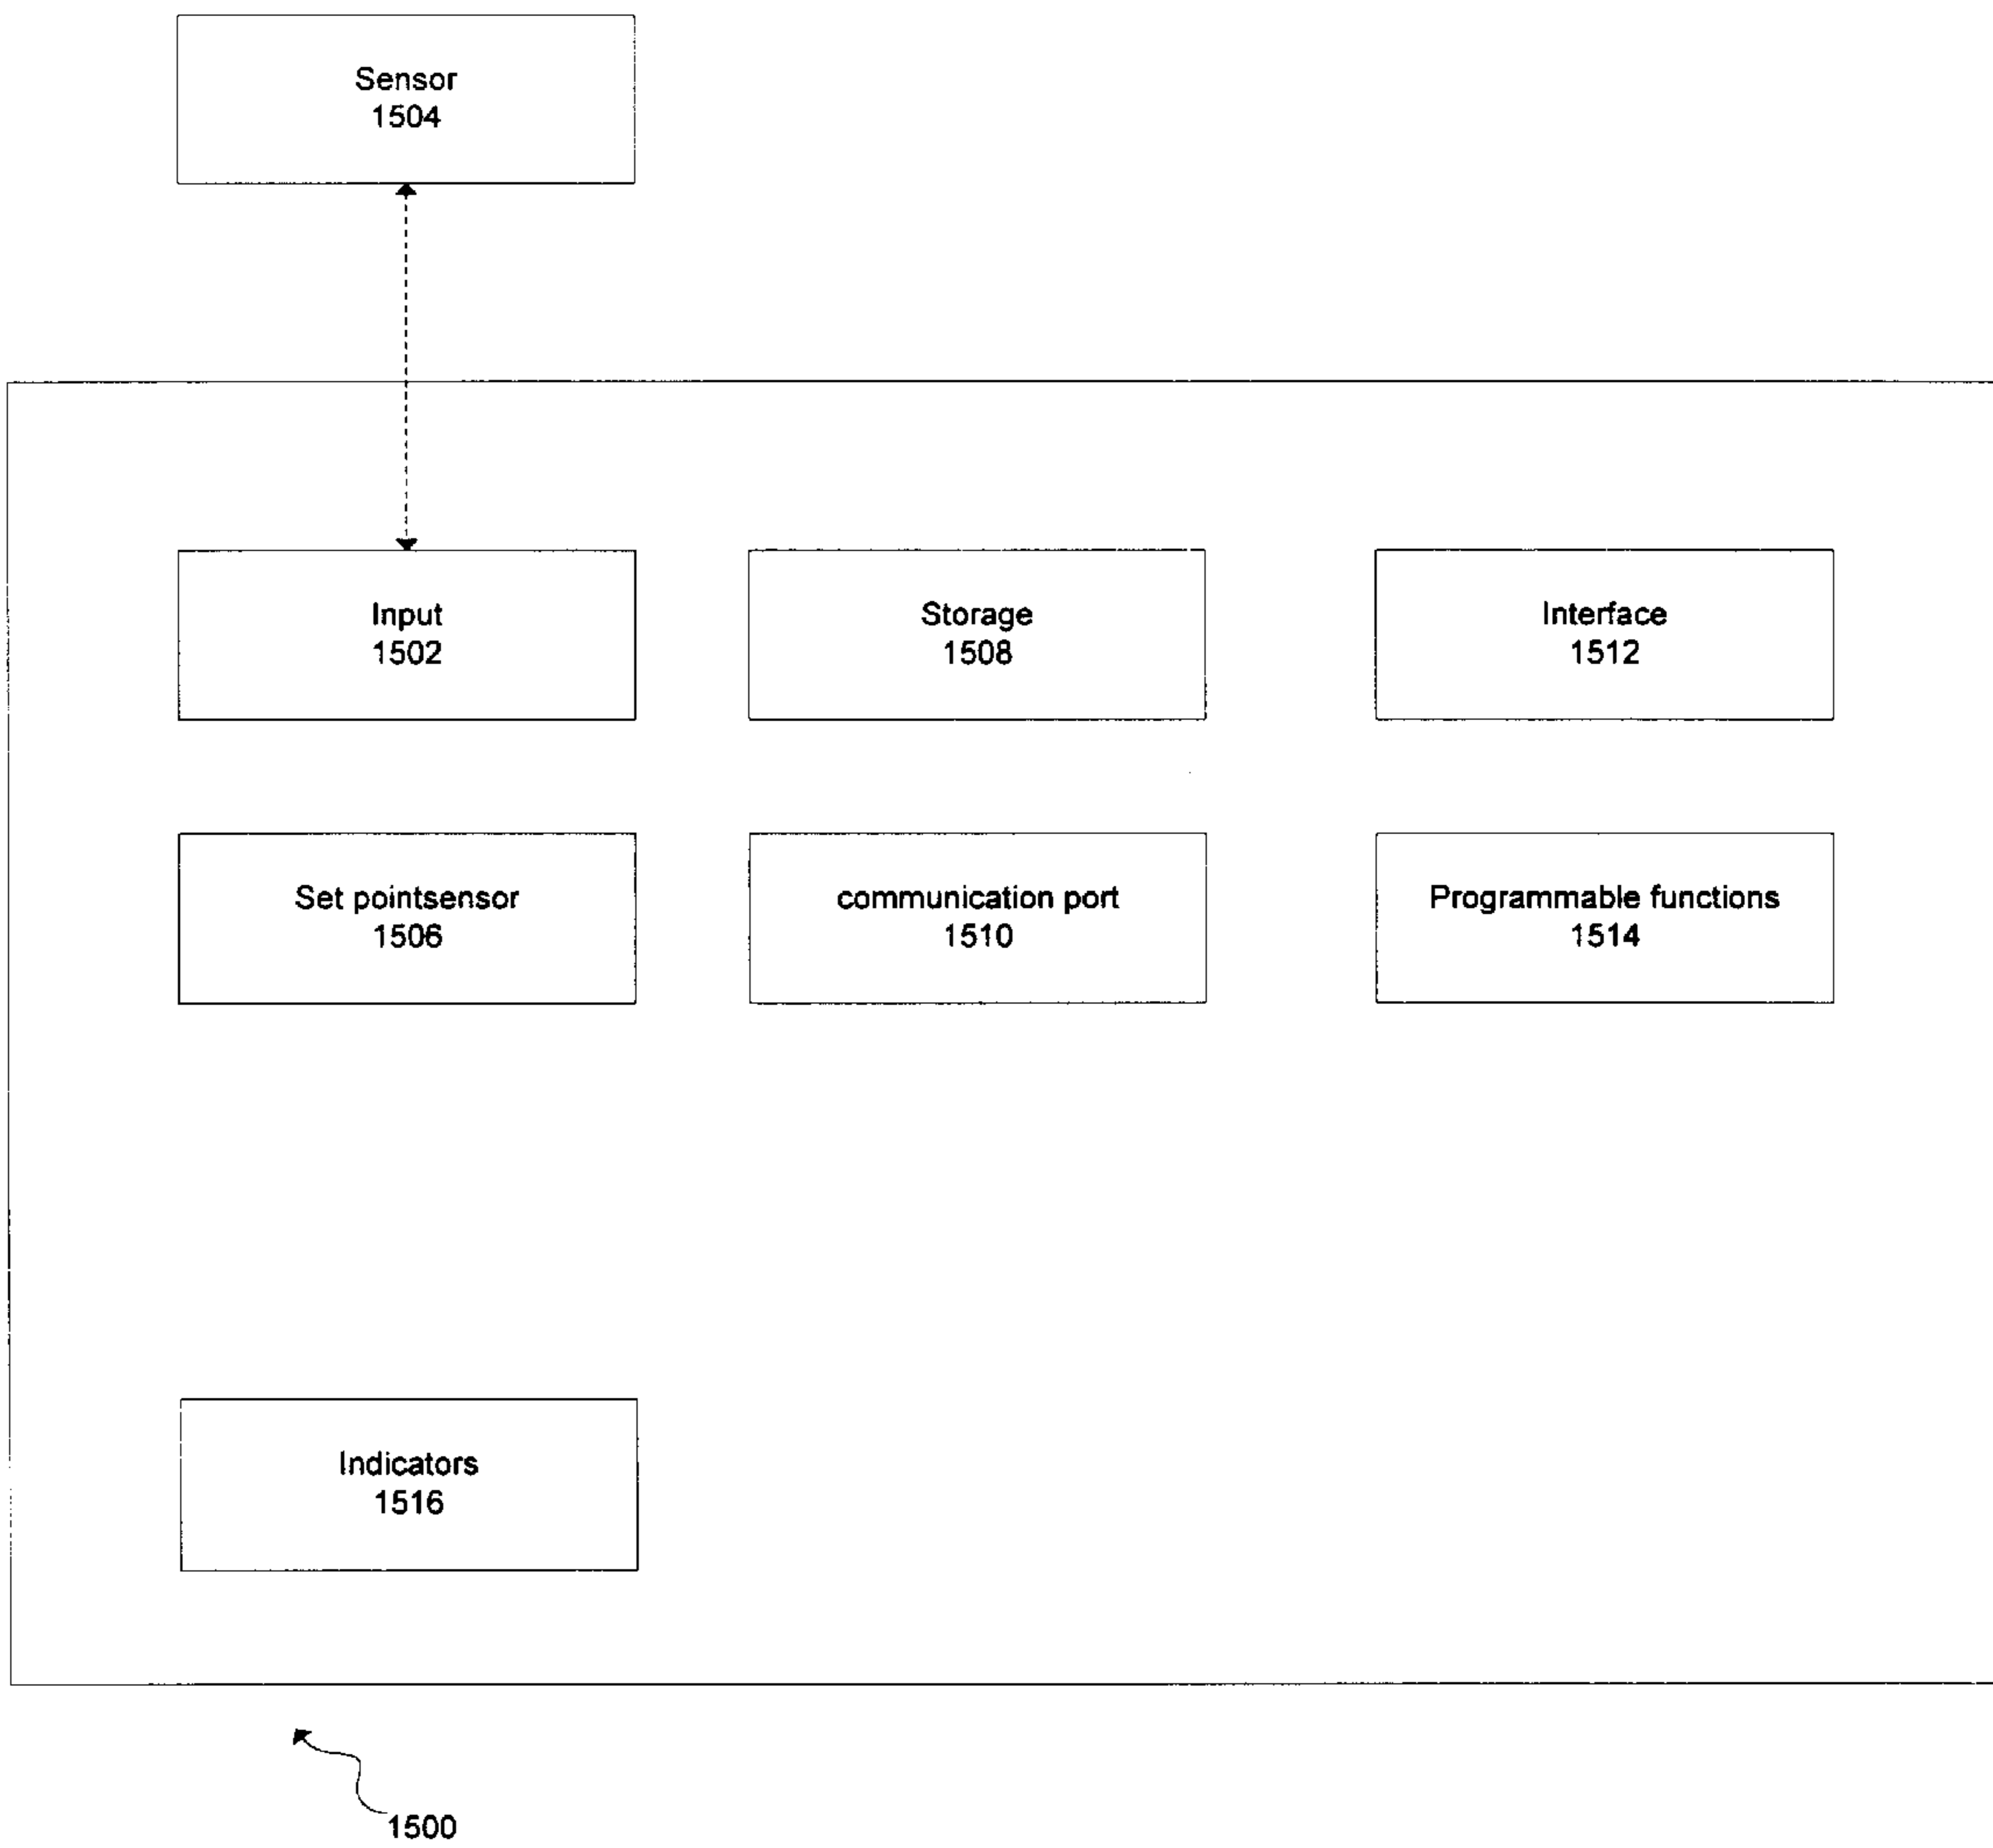 Sensor
1504
Input
1502
Storage
1508
Interface
1512
Set pointsensor
1506
communication port
1510
Programmable functions
1514
Indicators
1516
1500